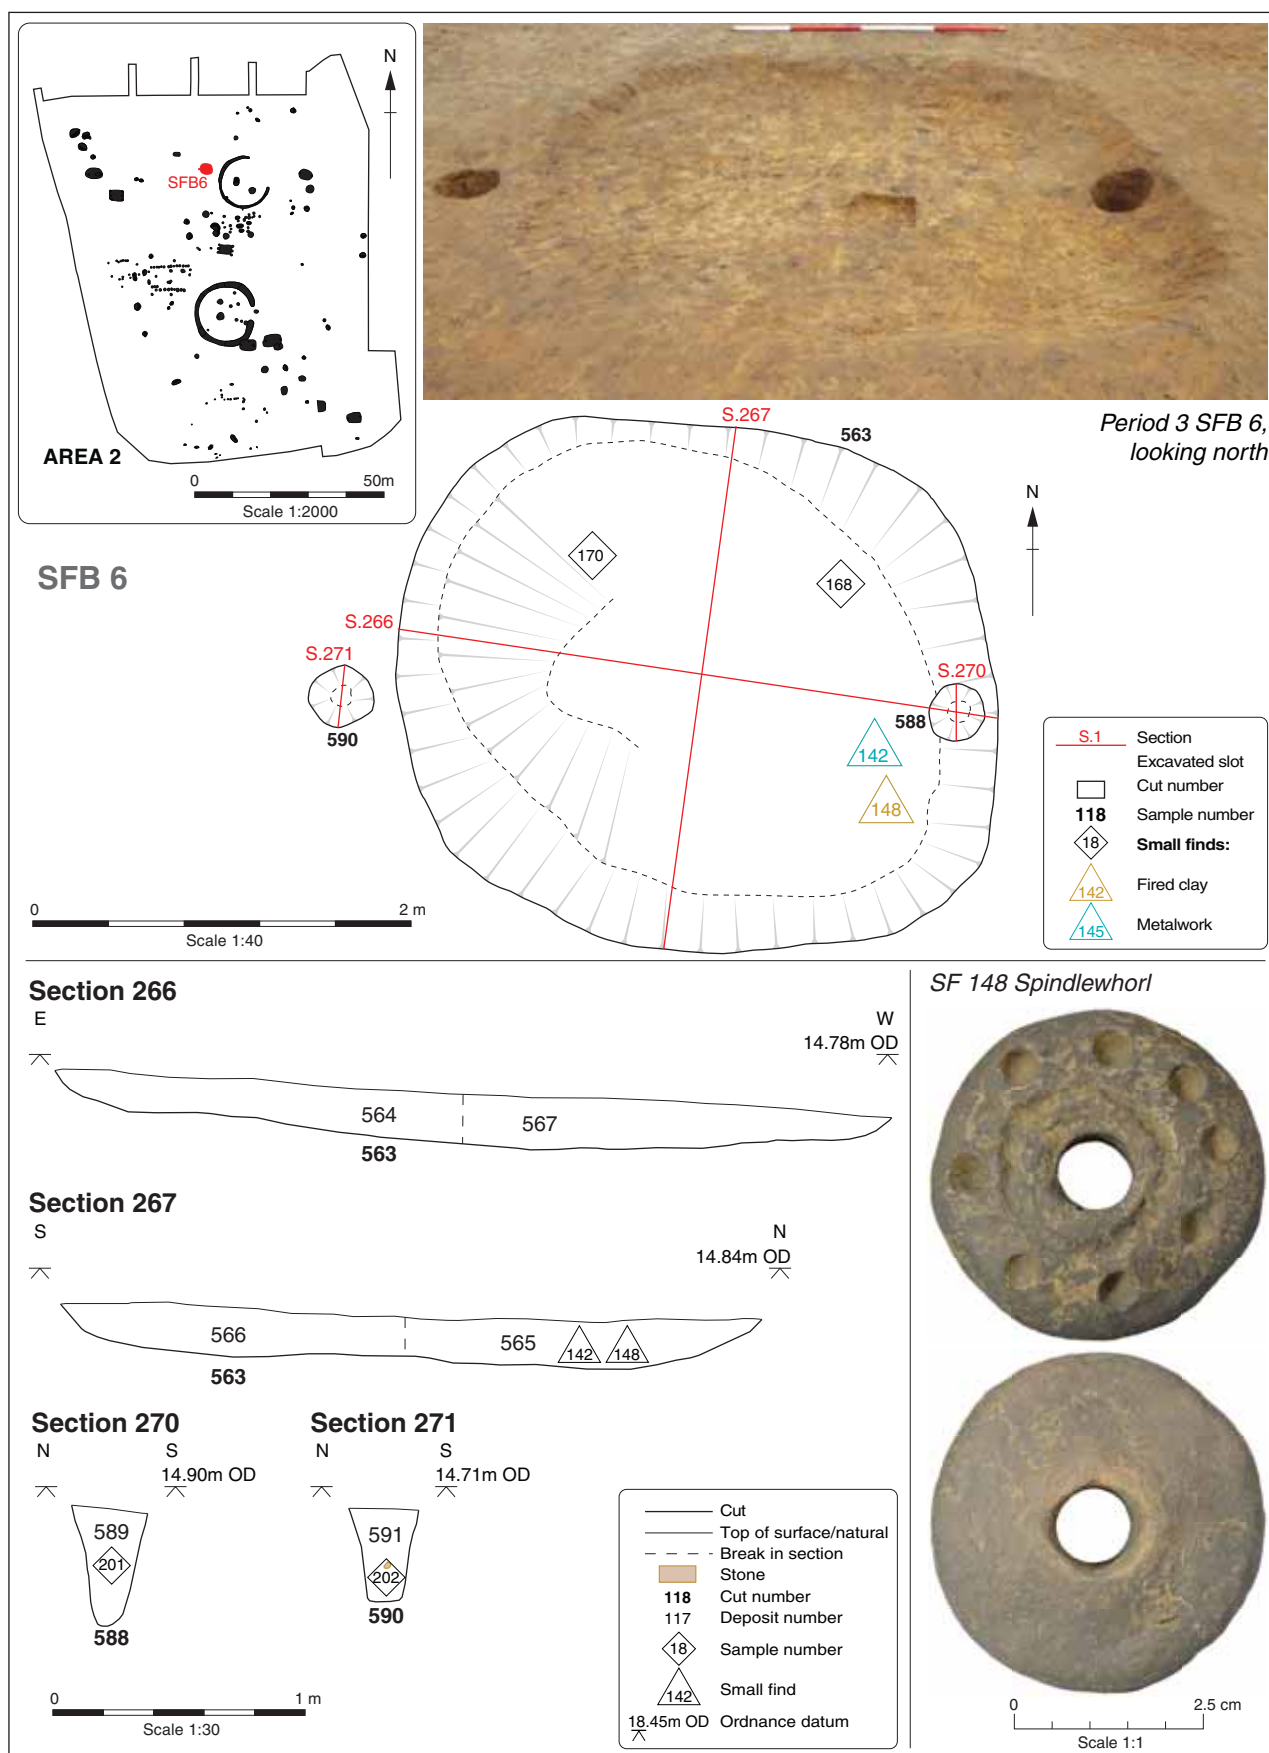 N
SFB6
AREA 2
0 50m
Scale 1:2000
Period 3 SFB 6,
looking north
SFB 6
S.267
563
N
170
168
S.266
S.271
590
S.270
588
142
148
0 2 m
Scale 1:40
S.1 Section
Excavated slot
Cut number
118 Sample number
18 Small finds:
142 Fired clay
145 Metalwork
Section 266
E W
14.78m OD
564 567
563
Section 267
S N
14.84m OD
566 565 142 148
563
Section 270
N S
14.90m OD
589
201
588
Section 271
N S
14.71m OD
591
202
590
0 1 m
Scale 1:30
Cut
Top of surface/natural
Break in section
Stone
118 Cut number
117 Deposit number
18 Sample number
142 Small find
18.45m OD Ordnance datum
SF 148 Spindlewhorl
0 2.5 cm
Scale 1:1